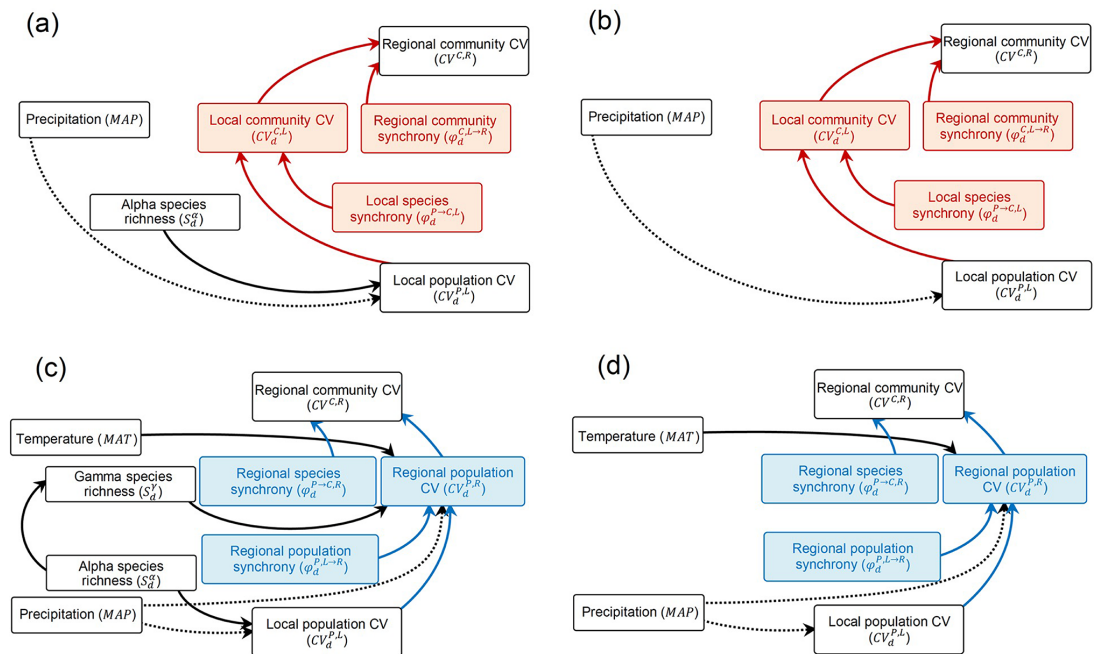 (a)
Regional community CV
(CV^{C,R})
Precipitation (MAP)
Local community CV
(CV_d^{C,L})
Regional community
synchrony (φ_d^{C,L→R})
Alpha species
richness (S_d^α)
Local species
synchrony (φ_d^{P→C,L})
Local population CV
(CV_d^{P,L})
(b)
Regional community CV
(CV^{C,R})
Precipitation (MAP)
Local community CV
(CV_d^{C,L})
Regional community
synchrony (φ_d^{C,L→R})
Local species
synchrony (φ_d^{P→C,L})
Local population CV
(CV_d^{P,L})
(c)
Regional community CV
(CV^{C,R})
Temperature (MAT)
Gamma species
richness (S_d^γ)
Regional species
synchrony (φ_d^{P→C,R})
Regional population
CV (CV_d^{P,R})
Regional population
synchrony (φ_d^{P,L→R})
Alpha species
richness (S_d^α)
Precipitation (MAP)
Local population CV
(CV_d^{P,L})
(d)
Regional community CV
(CV^{C,R})
Temperature (MAT)
Regional species
synchrony (φ_d^{P→C,R})
Regional population
CV (CV_d^{P,R})
Regional population
synchrony (φ_d^{P,L→R})
Precipitation (MAP)
Local population CV
(CV_d^{P,L})